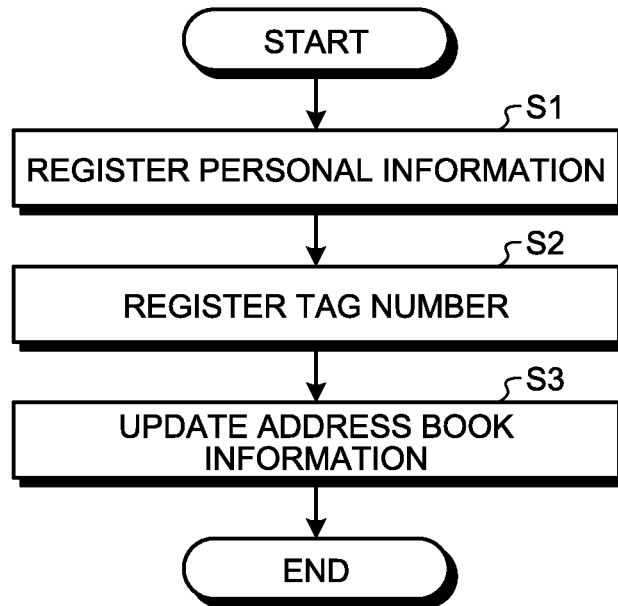 START
S1
REGISTER PERSONAL INFORMATION
S2
REGISTER TAG NUMBER
S3
UPDATE ADDRESS BOOK
INFORMATION
END